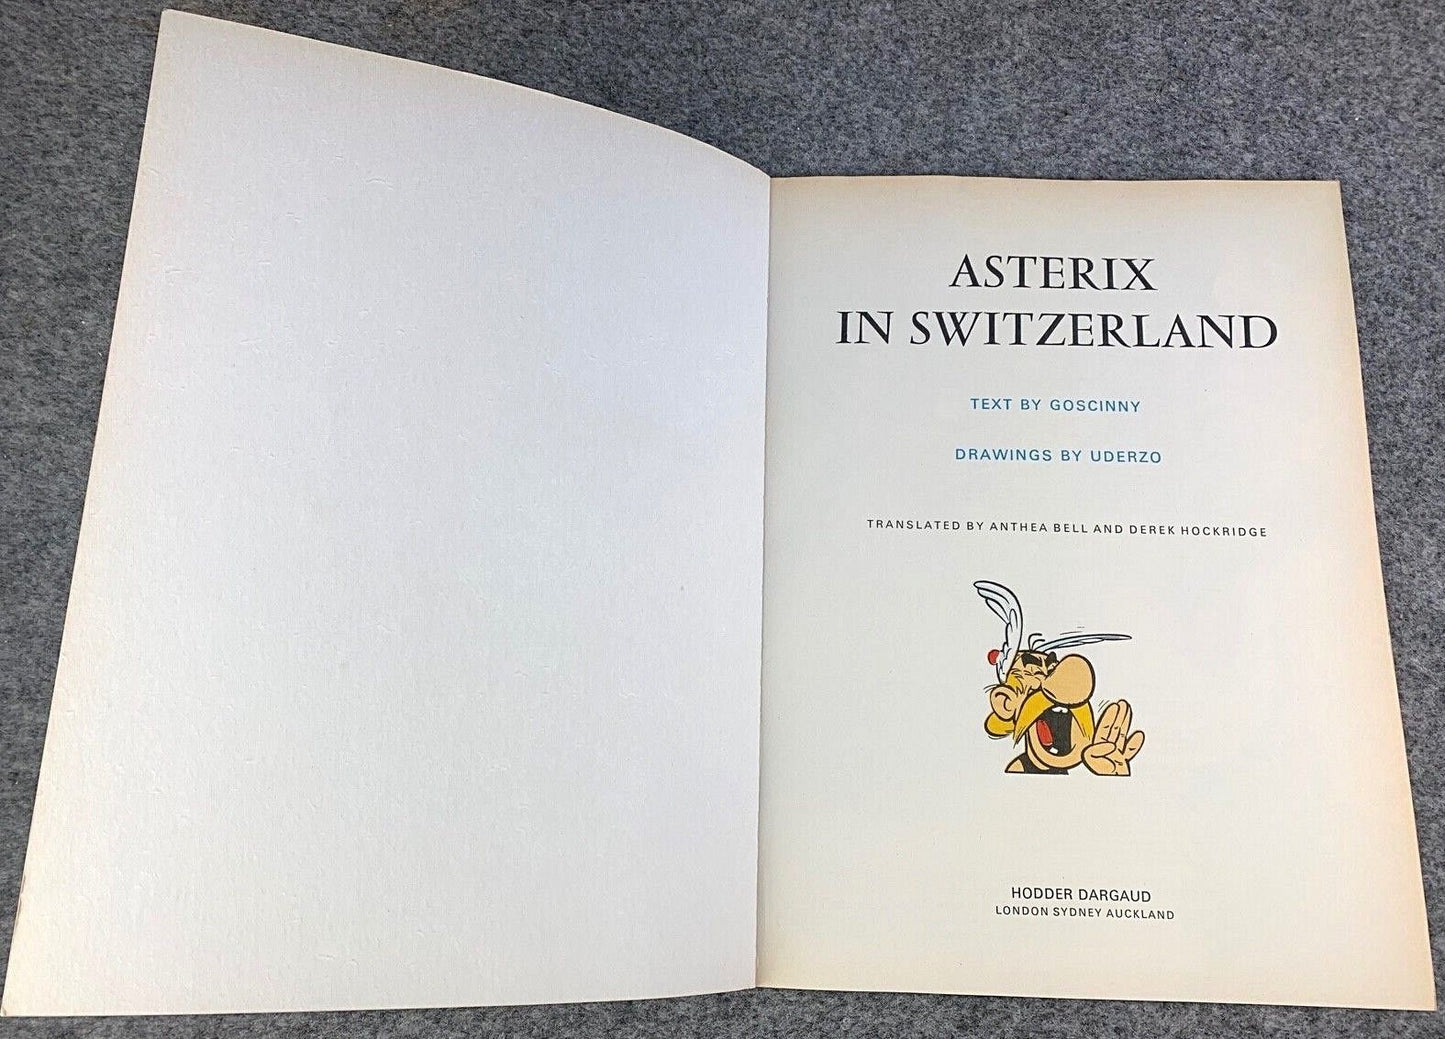 ASTERIX
IN SWITZERLAND
TEXT BY GOSCINNY
DRAWINGS BY UDERZO
TRANSLATED BY ANTHEA BELL AND DEREK HOCKRIDGE
HODDER DARGAUD
LONDON SYDNEY AUCKLAND